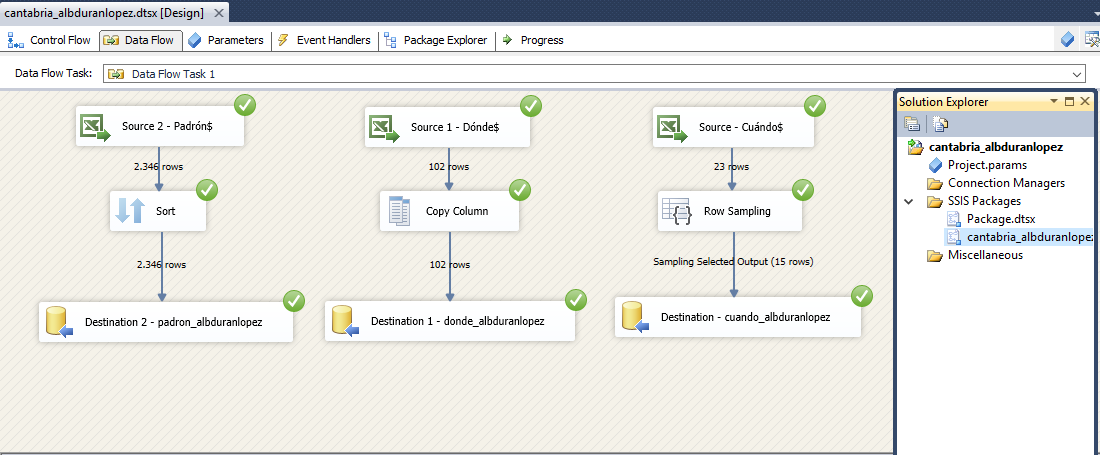 cantabria_albduranlopez.dtsx [Design]
Control Flow
Data Flow
Parameters
Event Handlers
Package Explorer
Progress
Data Flow Task:
Data Flow Task 1
Source 2 - Padrón$
Source 1 - Dónde$
Source - Cuándo$
2.346 rows
102 rows
23 rows
Sort
Copy Column
Row Sampling
2.346 rows
102 rows
Sampling Selected Output (15 rows)
Destination 2 - padron_albduranlopez
Destination 1 - donde_albduranlopez
Destination - cuando_albduranlopez
Solution Explorer
cantabria_albduranlopez
Project.params
Connection Managers
SSIS Packages
Package.dtsx
cantabria_albduranlopez
Miscellaneous